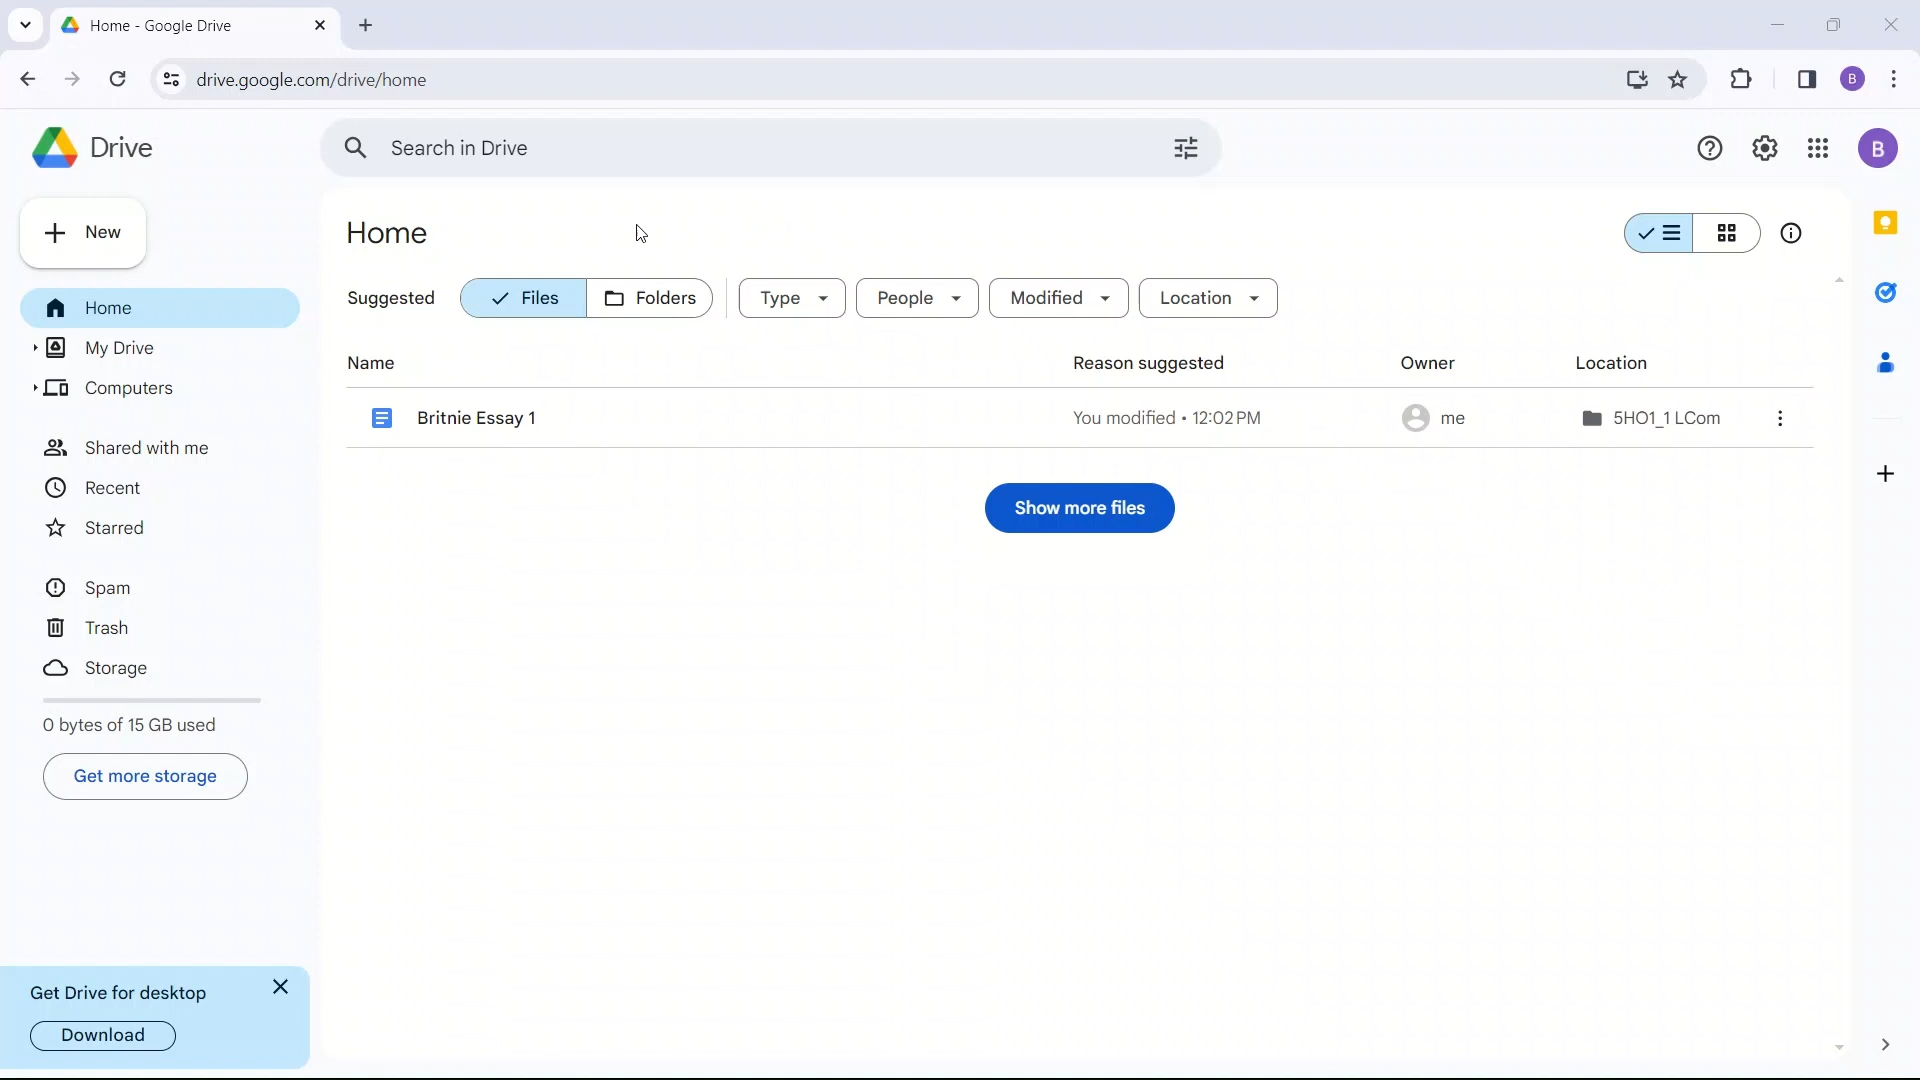 Home - Google Drive
drive.google.com/drive/home
B
Drive
Search in Drive
B
New
Home
Home
My Drive
Computers
Shared with me
Recent
Starred
Spam
Trash
Storage
0 bytes of 15 GB used
Get more storage
Get Drive for desktop
Download
Suggested Files Folders Type People Modified Location
Name Reason suggested Owner Location
Britnie Essay 1 You modified • 12:02 PM me 5HO1_1 LCom
Show more files